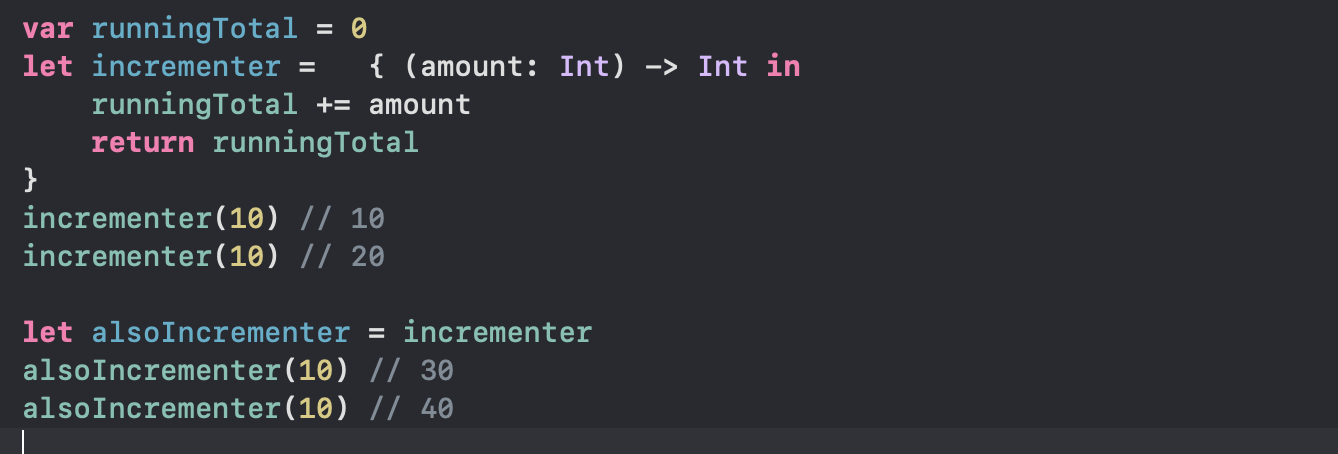 var runningTotal = 0
let incrementer =   { (amount: Int) -> Int in
    runningTotal += amount
    return runningTotal
}
incrementer(10) // 10
incrementer(10) // 20

let alsoIncrementer = incrementer
alsoIncrementer(10) // 30
alsoIncrementer(10) // 40